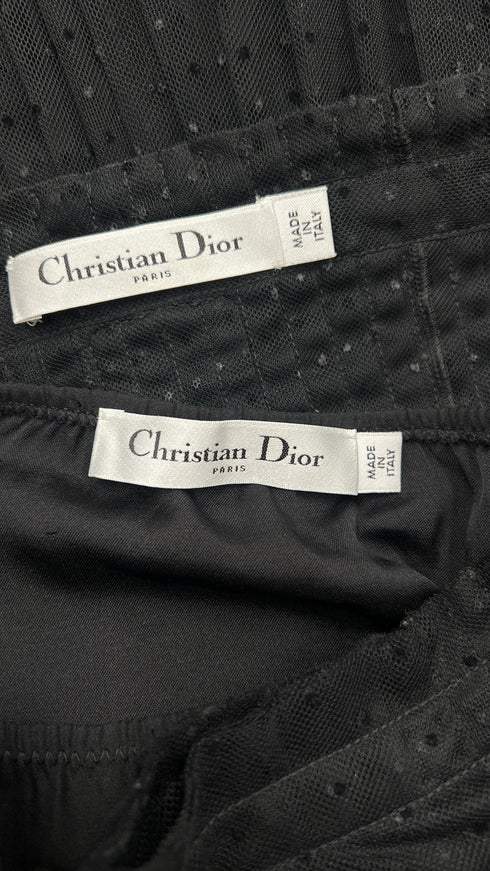 Christian Dior
PARIS
MADE
IN
ITALY
Christian Dior
PARIS
MADE
IN
ITALY